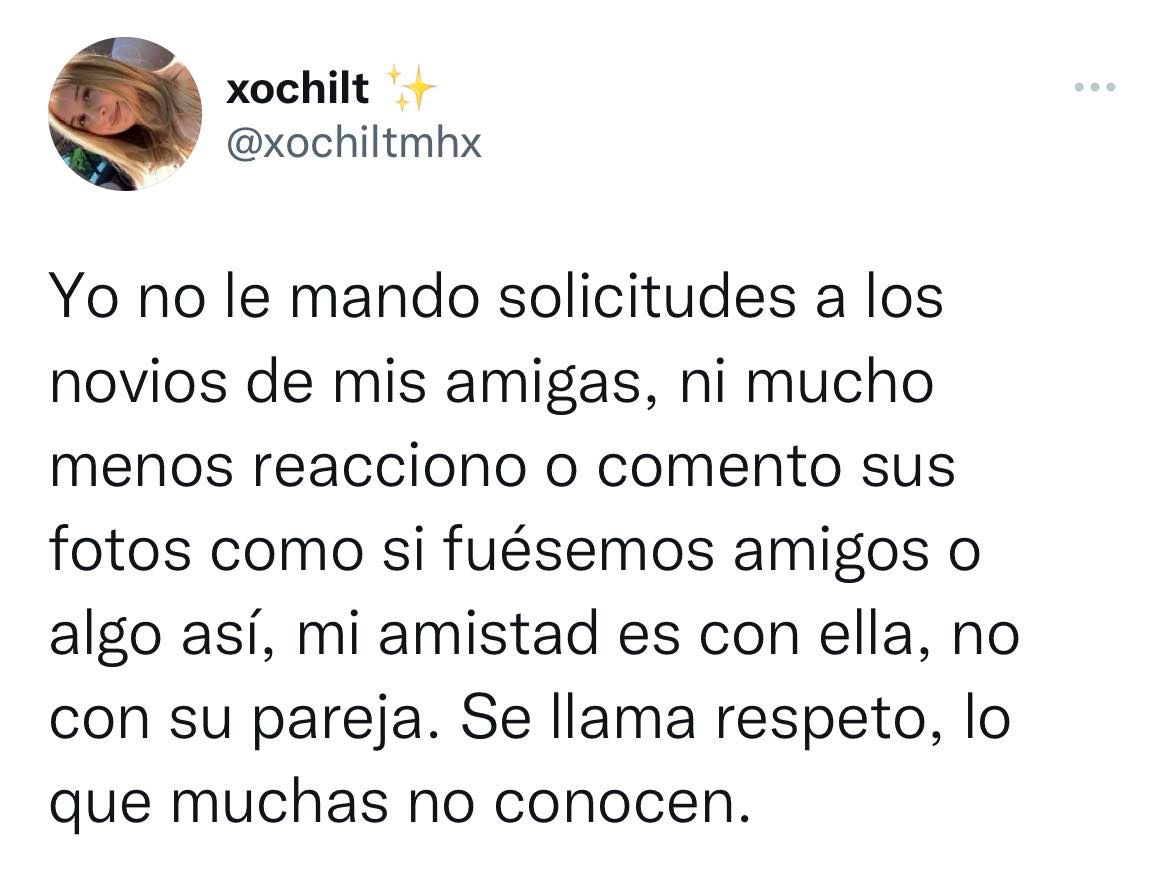 xochilt ✨
@xochiltmhx
Yo no le mando solicitudes a los
novios de mis amigas, ni mucho
menos reacciono o comento sus
fotos como si fuésemos amigos o
algo así, mi amistad es con ella, no
con su pareja. Se llama respeto, lo
que muchas no conocen.